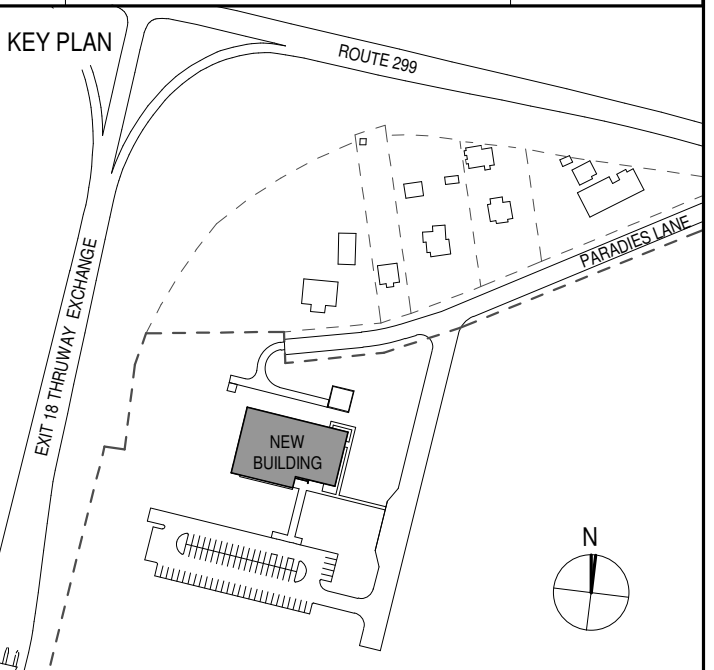 KEY PLAN
ROUTE 299
PARADIES LANE
EXIT 18 THRUWAY EXCHANGE
NEW
BUILDING
N